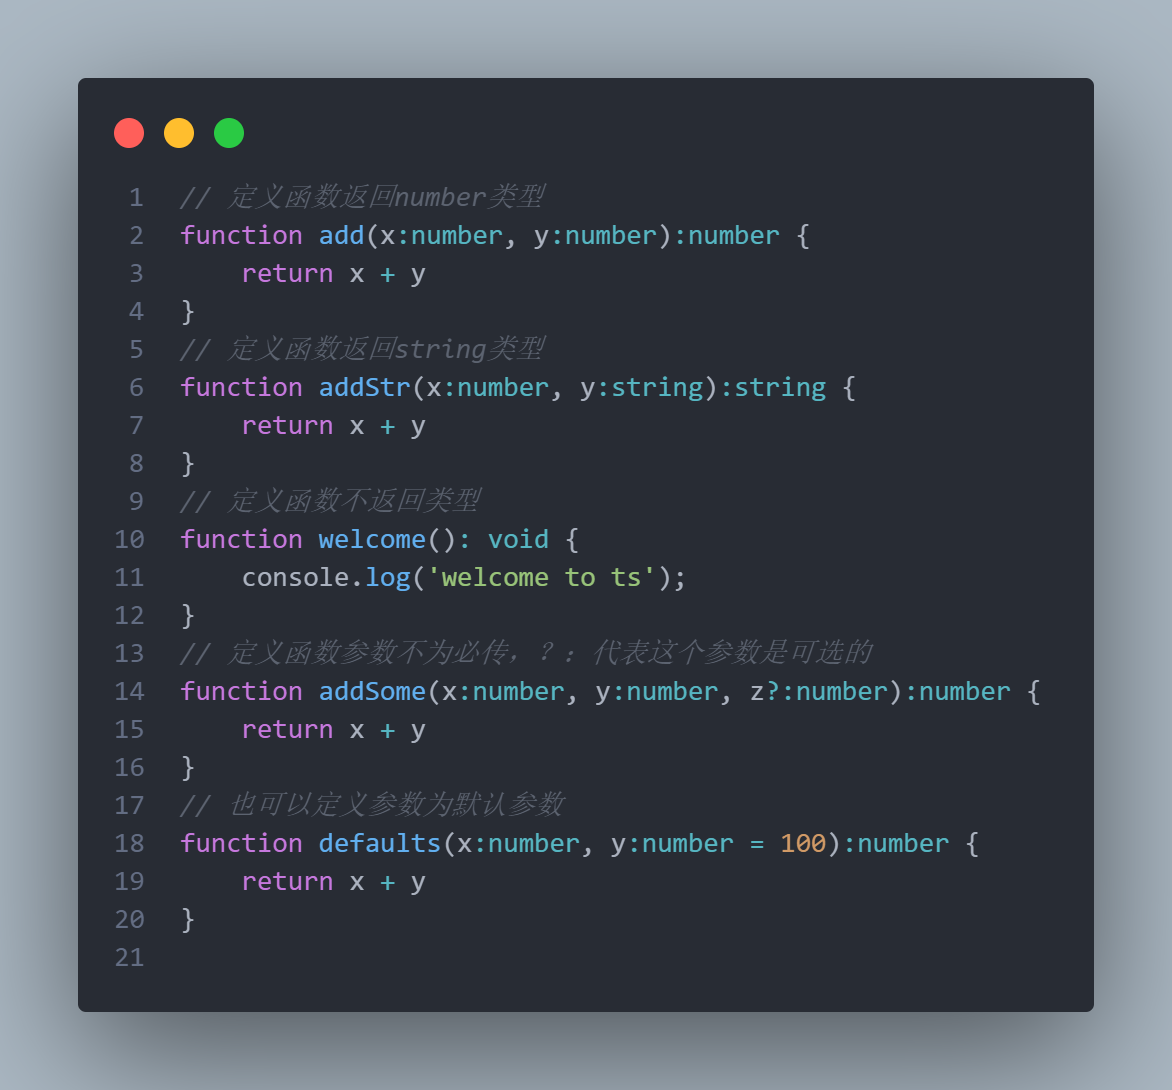 1 // 定义函数返回number类型
2 function add(x:number, y:number):number {
3     return x + y
4 }
5 // 定义函数返回string类型
6 function addStr(x:number, y:string):string {
7     return x + y
8 }
9 // 定义函数不返回类型
10 function welcome(): void {
11     console.log('welcome to ts');
12 }
13 // 定义函数参数不为必传，？：代表这个参数是可选的
14 function addSome(x:number, y:number, z?:number):number {
15     return x + y
16 }
17 // 也可以定义参数为默认参数
18 function defaults(x:number, y:number = 100):number {
19     return x + y
20 }
21